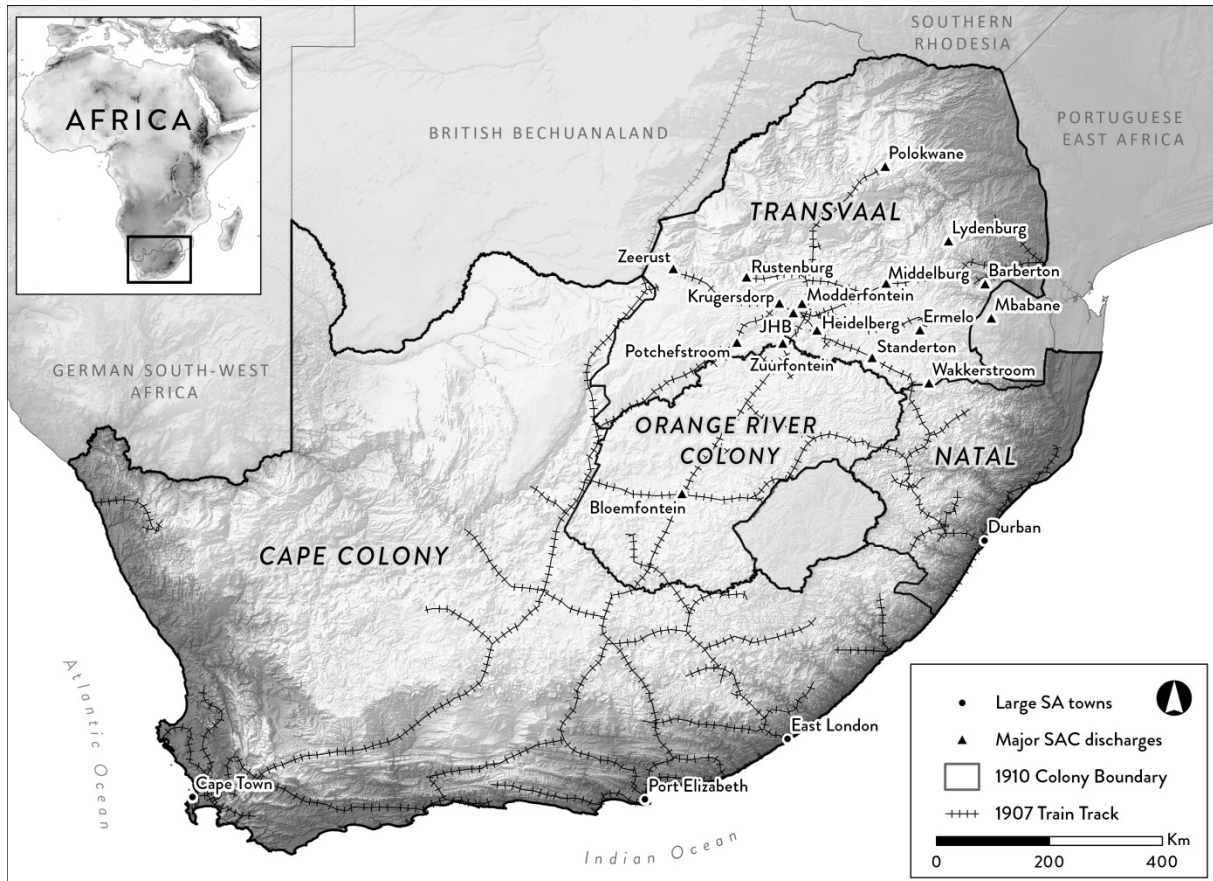 AFRICA
SOUTHERN
RHODESIA
PORTUGUESE
EAST AFRICA
BRITISH BECHUANALAND
Polokwane
TRANSVAAL
Lydenburg
Zeerust
Rustenburg
Middelburg
Barberton
Krugersdorp
Modderfontein
Mbabane
JHB
Heidelberg
Ermelo
Potchefstroom
Zuurfontein
Standerton
Wakkerstroom
GERMAN SOUTH-WEST
AFRICA
ORANGE RIVER
COLONY
NATAL
Bloemfontein
Durban
CAPE COLONY
Atlantic Ocean
East London
Cape Town
Port Elizabeth
Indian Ocean
Large SA towns
Major SAC discharges
1910 Colony Boundary
1907 Train Track
Km
0 200 400